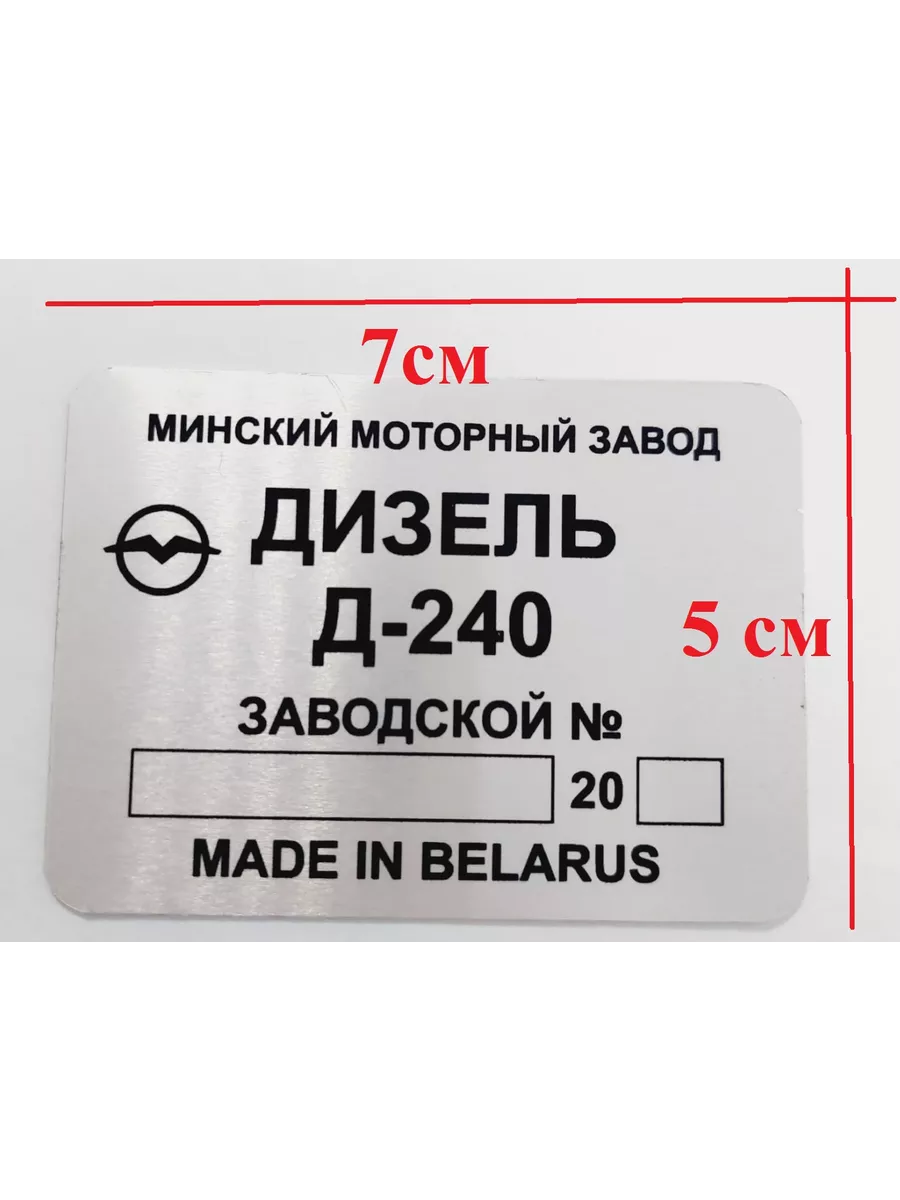 7см
МИНСКИЙ МОТОРНЫЙ ЗАВОД
ДИЗЕЛЬ
Д-240
5 см
ЗАВОДСКОЙ №
20
MADE IN BELARUS